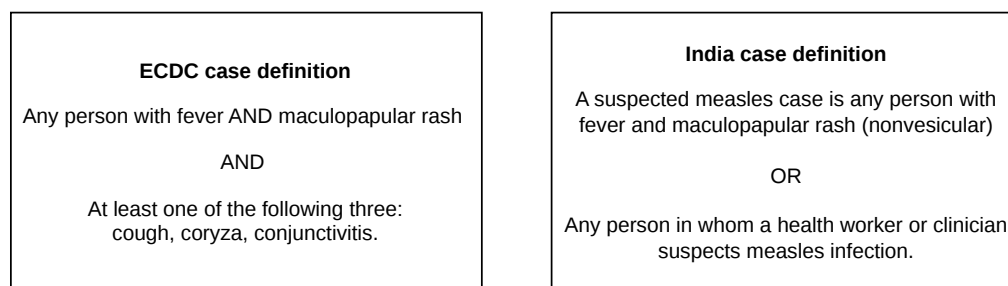 ECDC case definition
Any person with fever AND maculopapular rash
AND
At least one of the following three:
cough, coryza, conjunctivitis.
India case definition
A suspected measles case is any person with
fever and maculopapular rash (nonvesicular)
OR
Any person in whom a health worker or clinician
suspects measles infection.